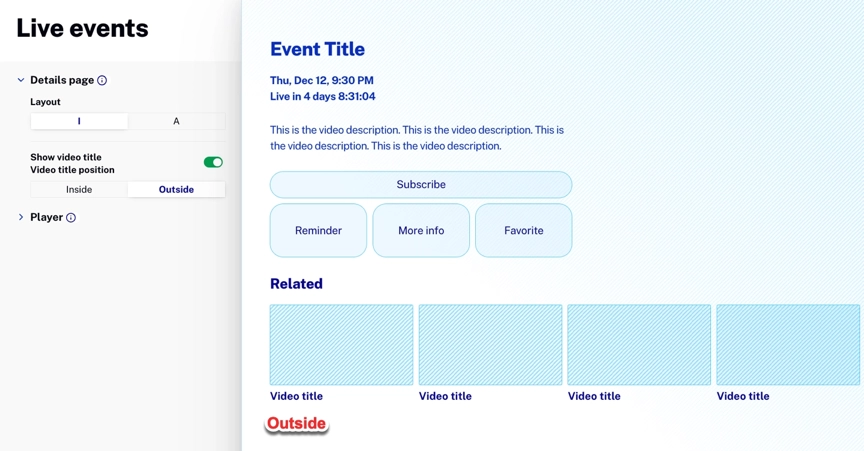 Live events
Details page
Layout
I
A
Show video title
Video title position
Inside
Outside
Player
Event Title
Thu, Dec 12, 9:30 PM
Live in 4 days 8:31:04
This is the video description. This is the video description. This is
the video description. This is the video description.
Subscribe
Reminder
More info
Favorite
Related
Video title
Video title
Video title
Video title
Outside